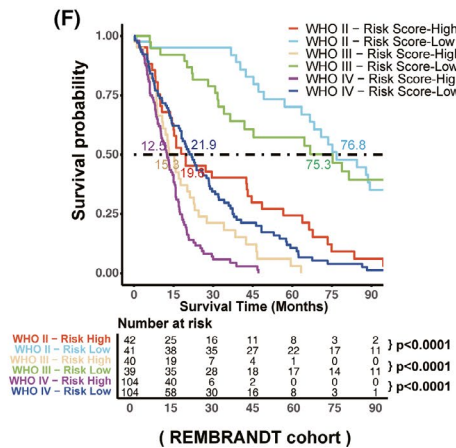 (F)
WHO II – Risk Score-High
WHO II – Risk Score-Low
WHO III – Risk Score-High
WHO III – Risk Score-Low
WHO IV – Risk Score-High
WHO IV – Risk Score-Low
Survival probability
1.00
0.75
0.50
0.25
0.00
12.5 21.9 76.8
19.8 75.3
0 15 30 45 60 75 90
Survival Time (Months)
Number at risk
WHO II – Risk High 42 25 16 11 8 3 2
WHO II – Risk Low 41 38 35 27 22 17 11
} p<0.0001
WHO III – Risk High 40 19 7 4 1 0 0
WHO III – Risk Low 39 35 28 18 17 14 11
} p<0.0001
WHO IV – Risk High 104 40 6 2 0 0 0
WHO IV – Risk Low 104 58 30 16 8 3 1
} p<0.0001
0 15 30 45 60 75 90
( REMBRANDT cohort )